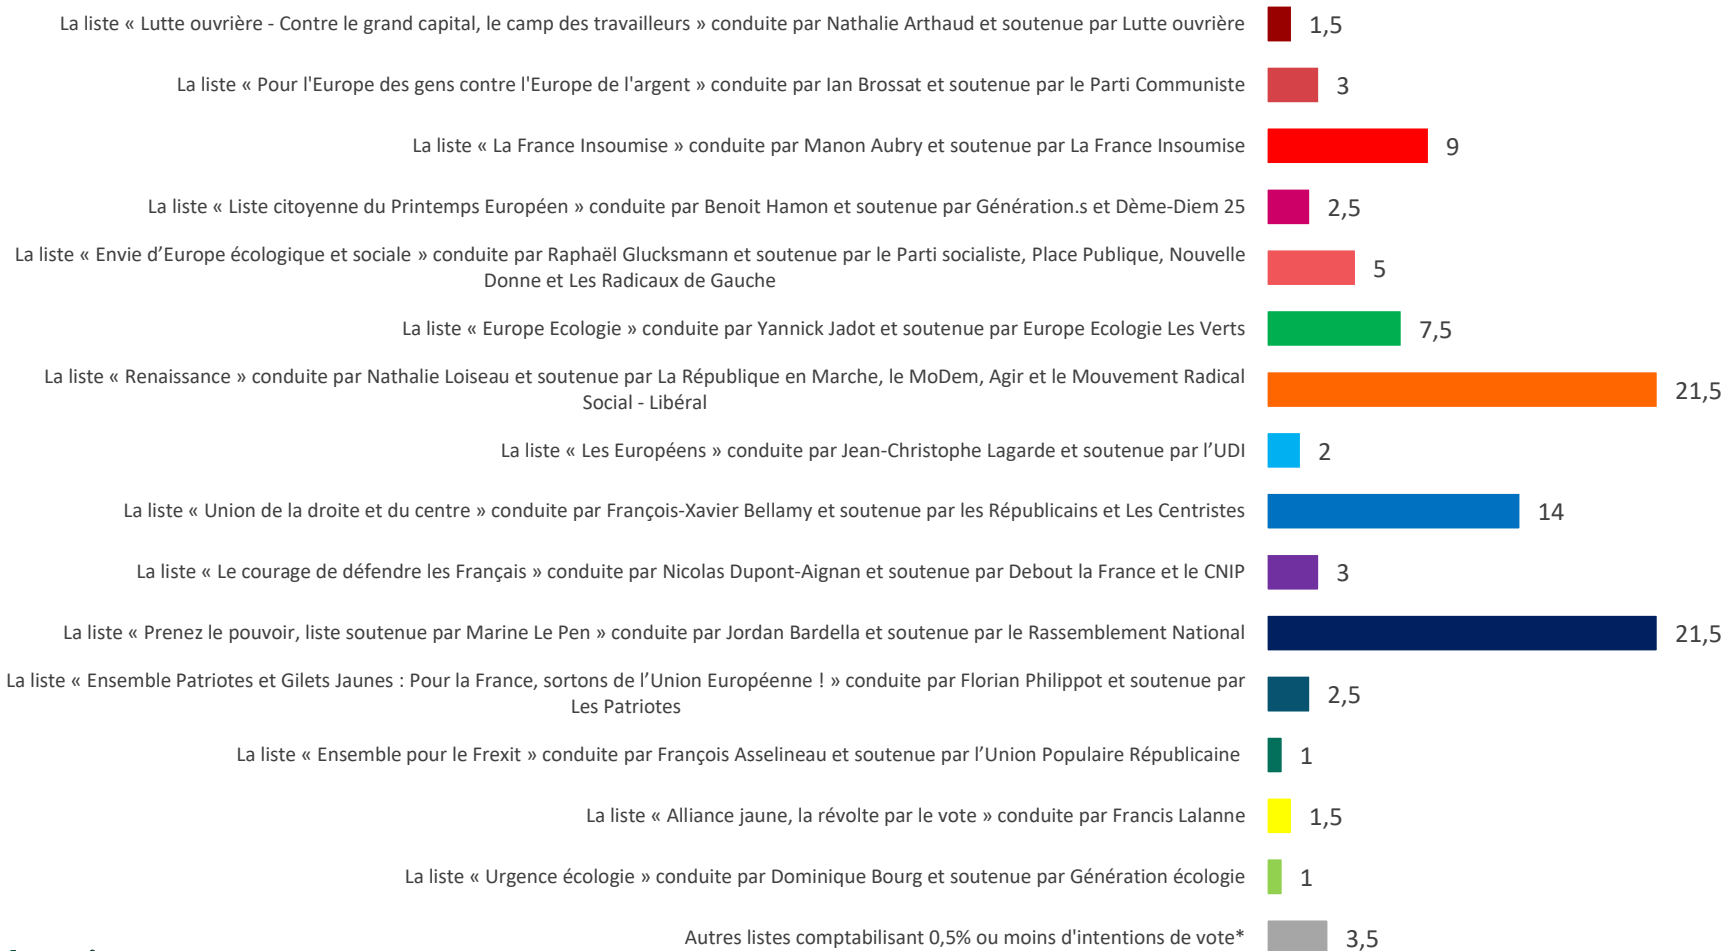 La liste « Lutte ouvrière - Contre le grand capital, le camp des travailleurs » conduite par Nathalie Arthaud et soutenue par Lutte ouvrière 1,5
La liste « Pour l'Europe des gens contre l'Europe de l'argent » conduite par Ian Brossat et soutenue par le Parti Communiste 3
La liste « La France Insoumise » conduite par Manon Aubry et soutenue par La France Insoumise 9
La liste « Liste citoyenne du Printemps Européen » conduite par Benoit Hamon et soutenue par Génération.s et Dème-Diem 25 2,5
La liste « Envie d’Europe écologique et sociale » conduite par Raphaël Glucksmann et soutenue par le Parti socialiste, Place Publique, Nouvelle
Donne et Les Radicaux de Gauche 5
La liste « Europe Ecologie » conduite par Yannick Jadot et soutenue par Europe Ecologie Les Verts 7,5
La liste « Renaissance » conduite par Nathalie Loiseau et soutenue par La République en Marche, le MoDem, Agir et le Mouvement Radical
Social - Libéral 21,5
La liste « Les Européens » conduite par Jean-Christophe Lagarde et soutenue par l’UDI 2
La liste « Union de la droite et du centre » conduite par François-Xavier Bellamy et soutenue par les Républicains et Les Centristes 14
La liste « Le courage de défendre les Français » conduite par Nicolas Dupont-Aignan et soutenue par Debout la France et le CNIP 3
La liste « Prenez le pouvoir, liste soutenue par Marine Le Pen » conduite par Jordan Bardella et soutenue par le Rassemblement National 21,5
La liste « Ensemble Patriotes et Gilets Jaunes : Pour la France, sortons de l’Union Européenne ! » conduite par Florian Philippot et soutenue par
Les Patriotes 2,5
La liste « Ensemble pour le Frexit » conduite par François Asselineau et soutenue par l’Union Populaire Républicaine 1
La liste « Alliance jaune, la révolte par le vote » conduite par Francis Lalanne 1,5
La liste « Urgence écologie » conduite par Dominique Bourg et soutenue par Génération écologie 1
Autres listes comptabilisant 0,5% ou moins d'intentions de vote* 3,5